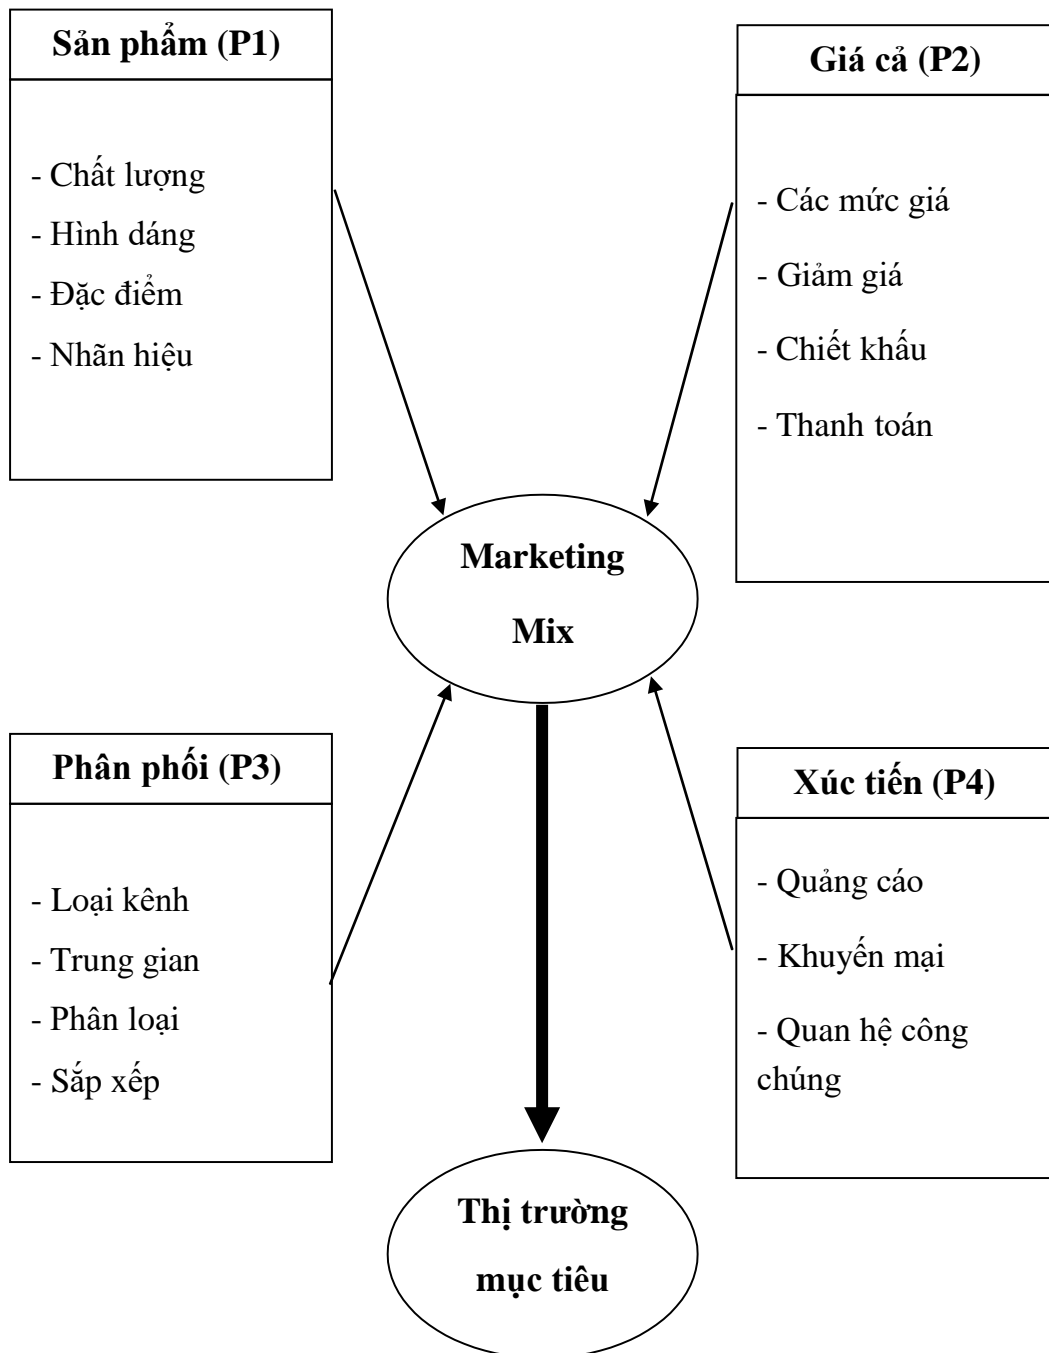 Sản phẩm (P1)
- Chất lượng
- Hình dáng
- Đặc điểm
- Nhãn hiệu
Giá cả (P2)
- Các mức giá
- Giảm giá
- Chiết khấu
- Thanh toán
Marketing
Mix
Phân phối (P3)
- Loại kênh
- Trung gian
- Phân loại
- Sắp xếp
Xúc tiến (P4)
- Quảng cáo
- Khuyến mại
- Quan hệ công
chúng
Thị trường
mục tiêu